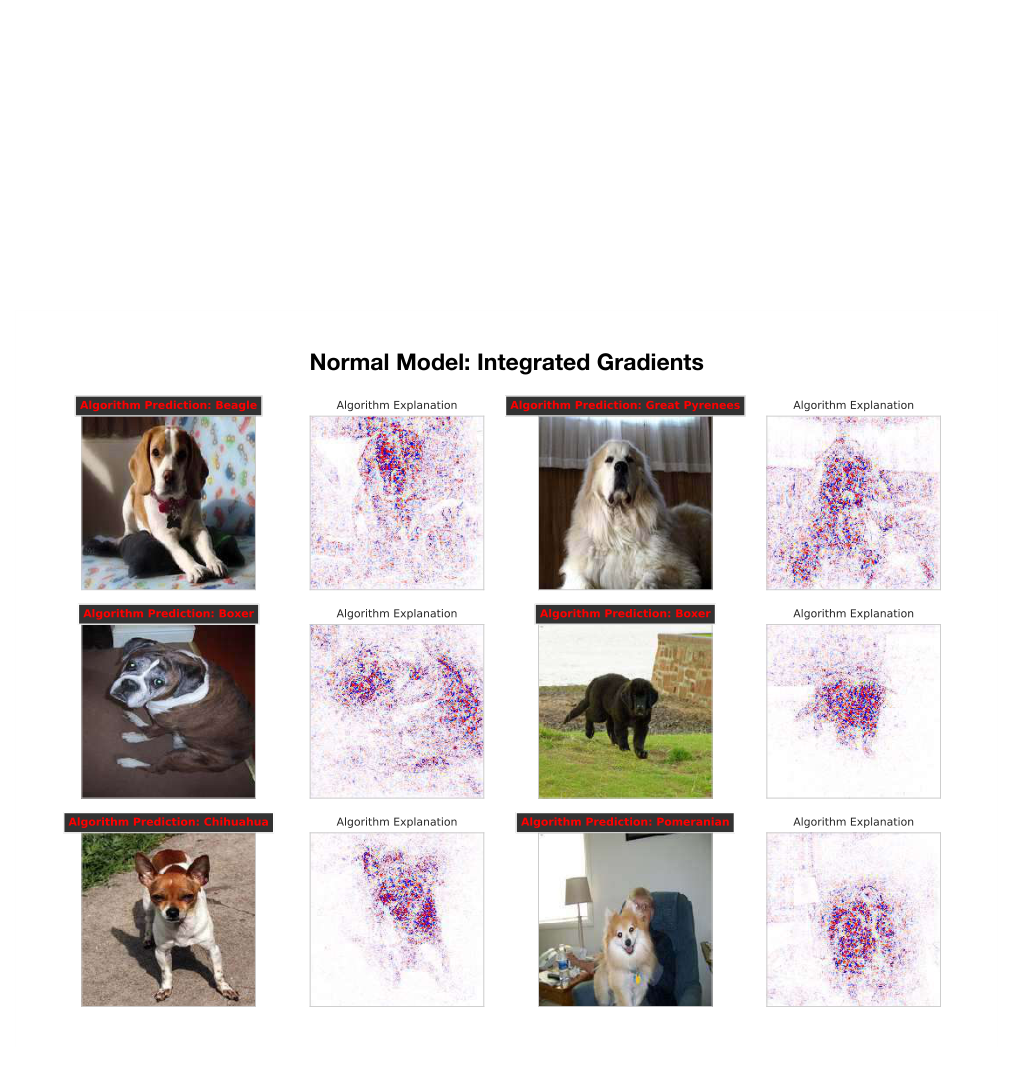 Normal Model: Integrated Gradients
Algorithm Prediction: Beagle
Algorithm Explanation
Algorithm Prediction: Great Pyrenees
Algorithm Explanation
Algorithm Prediction: Boxer
Algorithm Explanation
Algorithm Prediction: Boxer
Algorithm Explanation
Algorithm Prediction: Chihuahua
Algorithm Explanation
Algorithm Prediction: Pomeranian
Algorithm Explanation